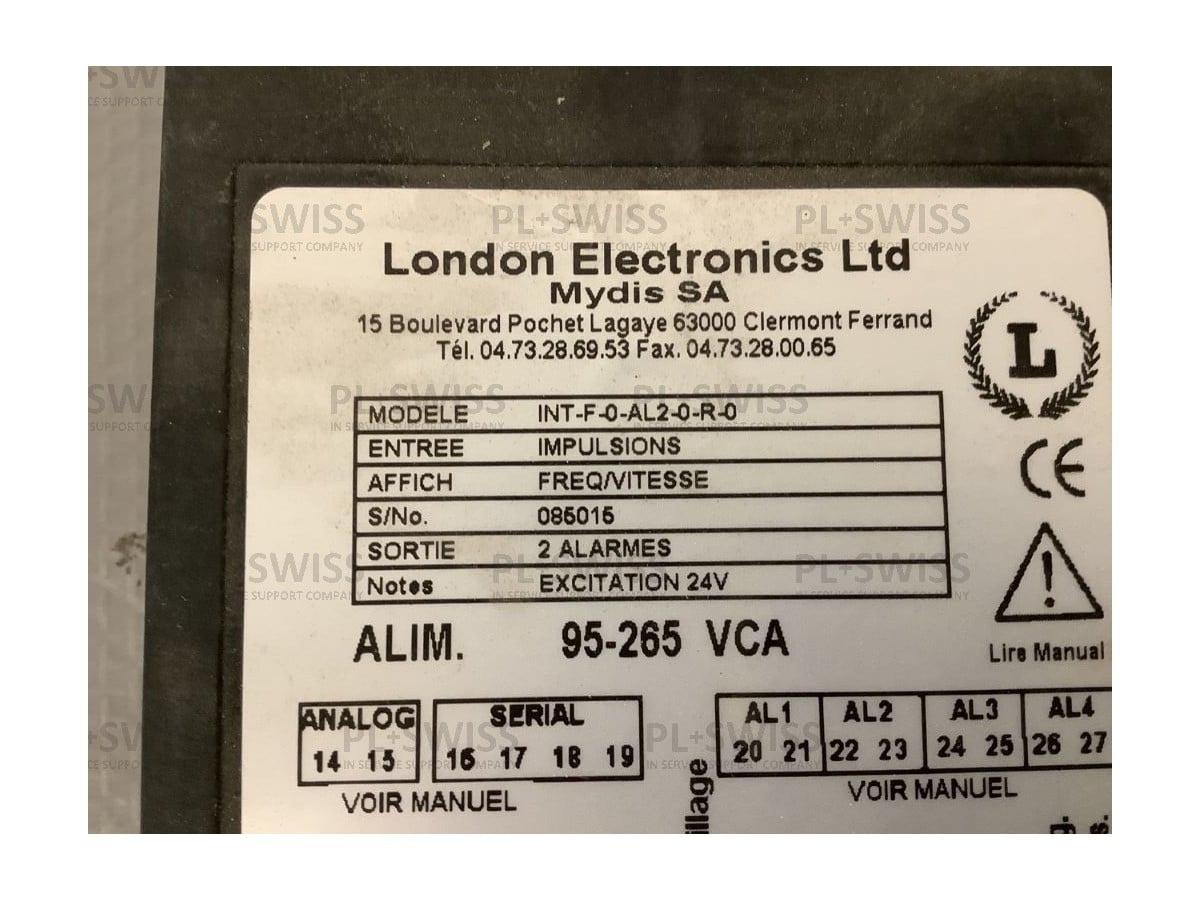 London Electronics Ltd
Mydis SA
15 Boulevard Pochet Lagaye 63000 Clermont Ferrand
Tél. 04.73.28.69.53 Fax. 04.73.28.00.65
L
MODELE INT-F-0-AL2-0-R-0
ENTREE IMPULSIONS
AFFICH FREQ/VITESSE
S/No. 085015
SORTIE 2 ALARMES
Notes EXCITATION 24V
CE
ALIM. 95-265 VCA
Lire Manual
ANALOG SERIAL AL1 AL2 AL3 AL4
14 15 16 17 18 19 20 21 22 23 24 25 26 27
VOIR MANUEL VOIR MANUEL
PL+SWISS
IN SERVICE SUPPORT COMPANY